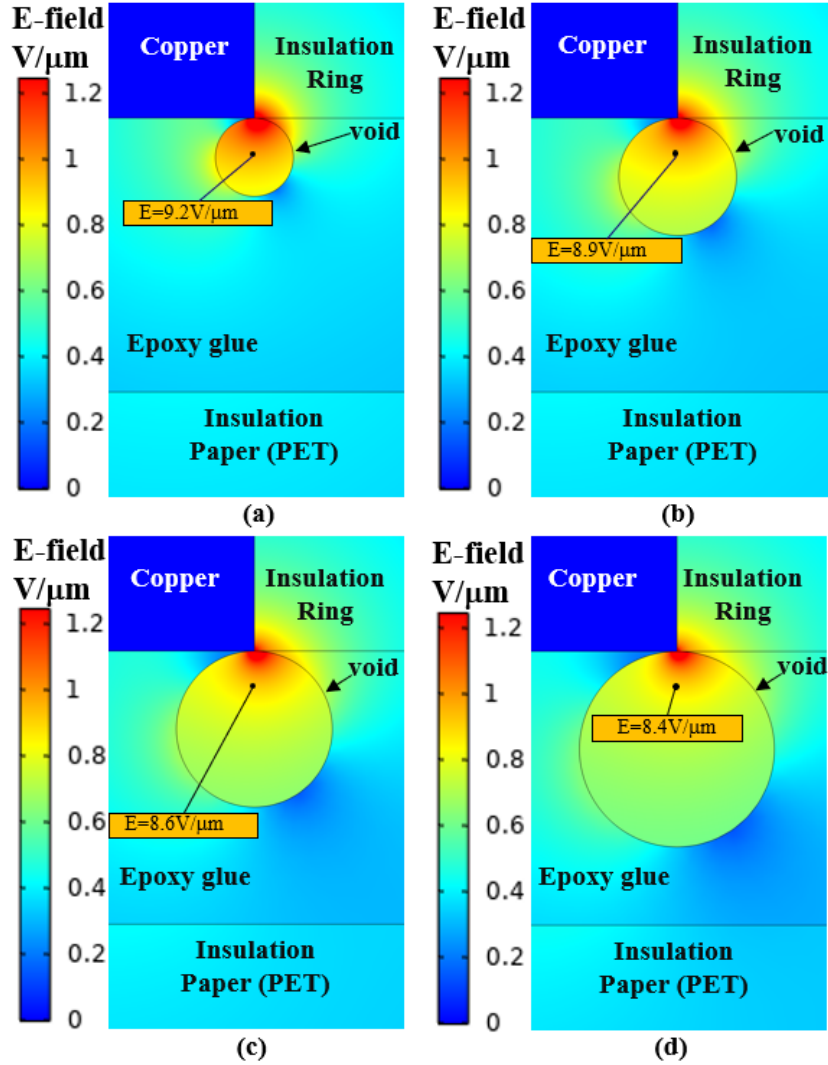 E-field
V/μm
1.2
1
0.8
0.6
0.4
0.2
0
Copper
Insulation
Ring
void
E=9.2V/μm
Epoxy glue
Insulation
Paper (PET)
(a)
E-field
V/μm
1.2
1
0.8
0.6
0.4
0.2
0
Copper
Insulation
Ring
void
E=8.9V/μm
Epoxy glue
Insulation
Paper (PET)
(b)
E-field
V/μm
1.2
1
0.8
0.6
0.4
0.2
0
Copper
Insulation
Ring
void
E=8.6V/μm
Epoxy glue
Insulation
Paper (PET)
(c)
E-field
V/μm
1.2
1
0.8
0.6
0.4
0.2
0
Copper
Insulation
Ring
void
E=8.4V/μm
Epoxy glue
Insulation
Paper (PET)
(d)